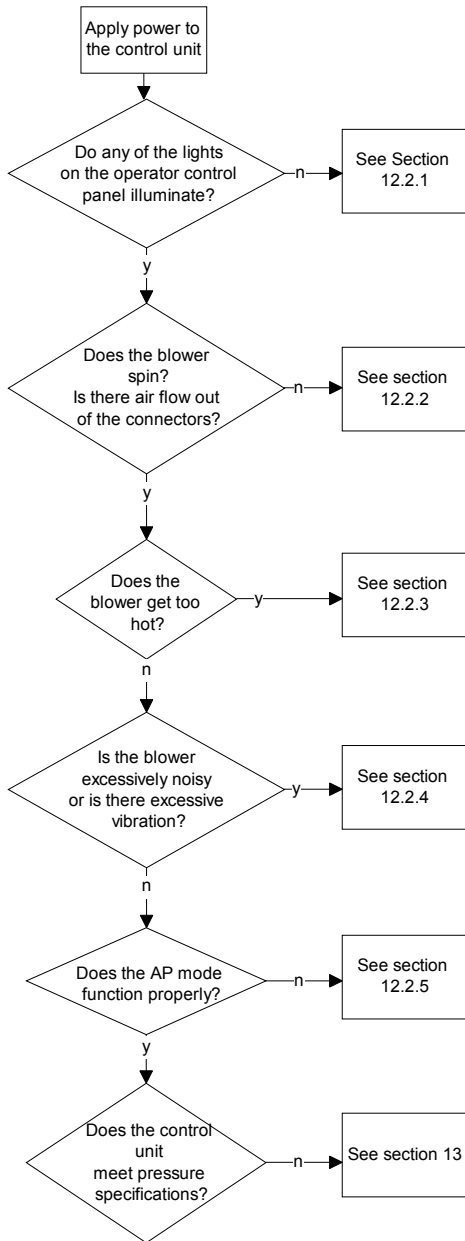 Apply power to
the control unit
Do any of the lights
on the operator control
panel illuminate?
n
See Section
12.2.1
y
Does the blower
spin?
Is there air flow out
of the connectors?
n
See section
12.2.2
y
Does the
blower get too
hot?
y
See section
12.2.3
n
Is the blower
excessively noisy
or is there excessive
vibration?
y
See section
12.2.4
n
Does the AP mode
function properly?
n
See section
12.2.5
y
Does the control
unit
meet pressure
specifications?
n
See section 13